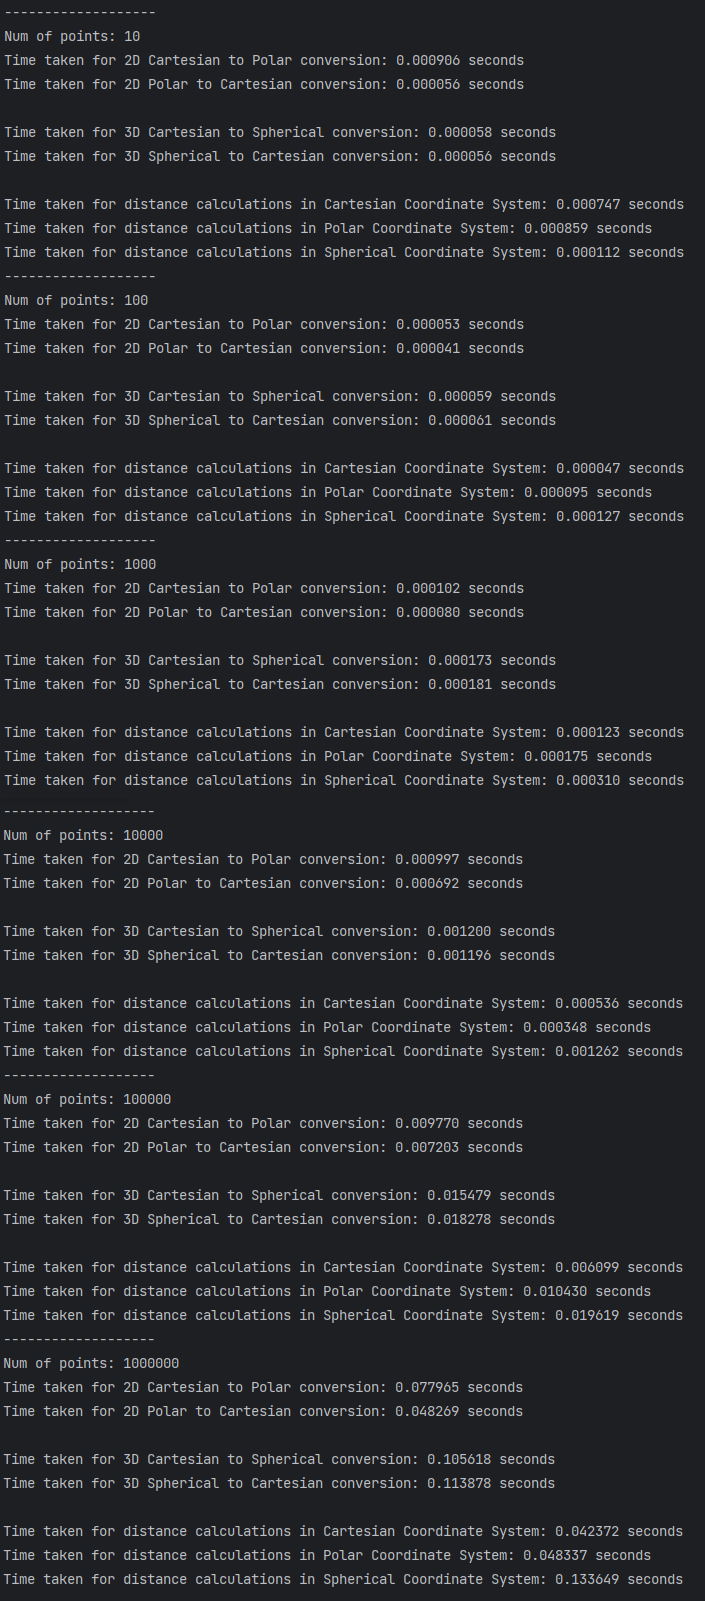 -------------------
Num of points: 10
Time taken for 2D Cartesian to Polar conversion: 0.000906 seconds
Time taken for 2D Polar to Cartesian conversion: 0.000056 seconds
Time taken for 3D Cartesian to Spherical conversion: 0.000058 seconds
Time taken for 3D Spherical to Cartesian conversion: 0.000056 seconds
Time taken for distance calculations in Cartesian Coordinate System: 0.000747 seconds
Time taken for distance calculations in Polar Coordinate System: 0.000859 seconds
Time taken for distance calculations in Spherical Coordinate System: 0.000112 seconds
-------------------
Num of points: 100
Time taken for 2D Cartesian to Polar conversion: 0.000053 seconds
Time taken for 2D Polar to Cartesian conversion: 0.000041 seconds
Time taken for 3D Cartesian to Spherical conversion: 0.000059 seconds
Time taken for 3D Spherical to Cartesian conversion: 0.000061 seconds
Time taken for distance calculations in Cartesian Coordinate System: 0.000047 seconds
Time taken for distance calculations in Polar Coordinate System: 0.000095 seconds
Time taken for distance calculations in Spherical Coordinate System: 0.000127 seconds
-------------------
Num of points: 1000
Time taken for 2D Cartesian to Polar conversion: 0.000102 seconds
Time taken for 2D Polar to Cartesian conversion: 0.000080 seconds
Time taken for 3D Cartesian to Spherical conversion: 0.000173 seconds
Time taken for 3D Spherical to Cartesian conversion: 0.000181 seconds
Time taken for distance calculations in Cartesian Coordinate System: 0.000123 seconds
Time taken for distance calculations in Polar Coordinate System: 0.000175 seconds
Time taken for distance calculations in Spherical Coordinate System: 0.000310 seconds
-------------------
Num of points: 10000
Time taken for 2D Cartesian to Polar conversion: 0.000997 seconds
Time taken for 2D Polar to Cartesian conversion: 0.000692 seconds
Time taken for 3D Cartesian to Spherical conversion: 0.001200 seconds
Time taken for 3D Spherical to Cartesian conversion: 0.001196 seconds
Time taken for distance calculations in Cartesian Coordinate System: 0.000536 seconds
Time taken for distance calculations in Polar Coordinate System: 0.000348 seconds
Time taken for distance calculations in Spherical Coordinate System: 0.001262 seconds
-------------------
Num of points: 100000
Time taken for 2D Cartesian to Polar conversion: 0.009770 seconds
Time taken for 2D Polar to Cartesian conversion: 0.007203 seconds
Time taken for 3D Cartesian to Spherical conversion: 0.015479 seconds
Time taken for 3D Spherical to Cartesian conversion: 0.018278 seconds
Time taken for distance calculations in Cartesian Coordinate System: 0.006099 seconds
Time taken for distance calculations in Polar Coordinate System: 0.010430 seconds
Time taken for distance calculations in Spherical Coordinate System: 0.019619 seconds
-------------------
Num of points: 1000000
Time taken for 2D Cartesian to Polar conversion: 0.077965 seconds
Time taken for 2D Polar to Cartesian conversion: 0.048269 seconds
Time taken for 3D Cartesian to Spherical conversion: 0.105618 seconds
Time taken for 3D Spherical to Cartesian conversion: 0.113878 seconds
Time taken for distance calculations in Cartesian Coordinate System: 0.042372 seconds
Time taken for distance calculations in Polar Coordinate System: 0.048337 seconds
Time taken for distance calculations in Spherical Coordinate System: 0.133649 seconds